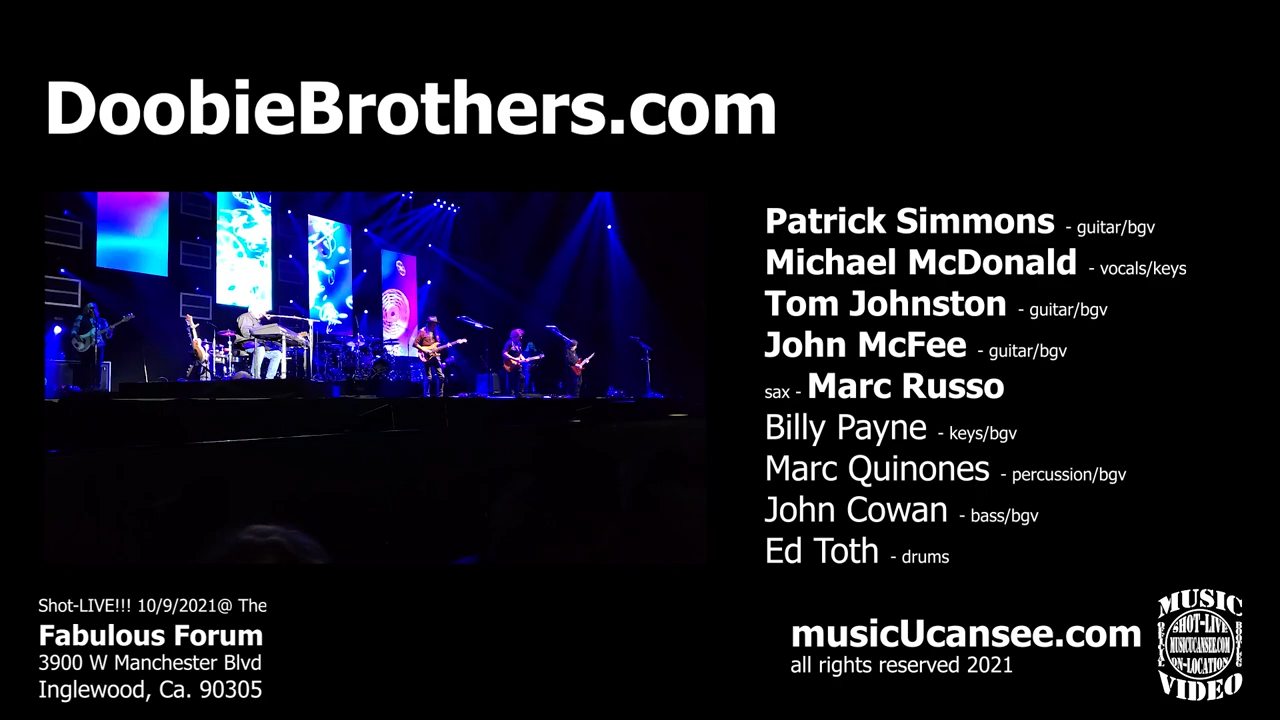 DoobieBrothers.com
Patrick Simmons - guitar/bgv
Michael McDonald - vocals/keys
Tom Johnston - guitar/bgv
John McFee - guitar/bgv
sax - Marc Russo
Billy Payne - keys/bgv
Marc Quinones - percussion/bgv
John Cowan - bass/bgv
Ed Toth - drums
Shot-LIVE!!! 10/9/2021@ The
Fabulous Forum
3900 W Manchester Blvd
Inglewood, Ca. 90305
musicUcansee.com
all rights reserved 2021
MUSIC
SHOT-LIVE
MUSICUCANSEE.COM
ON-LOCATION
VIDEO